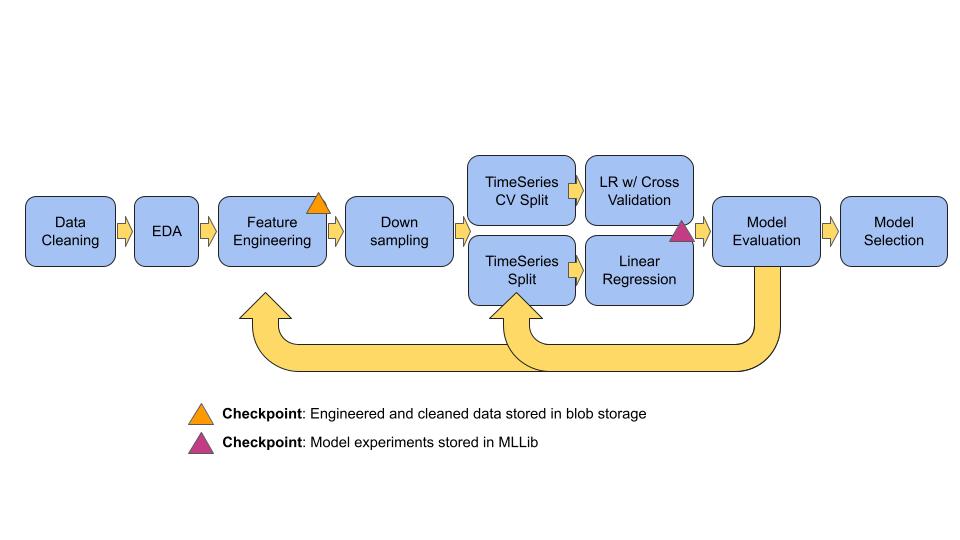 Data
Cleaning
EDA
Feature
Engineering
Down
sampling
TimeSeries
CV Split
LR w/ Cross
Validation
TimeSeries
Split
Linear
Regression
Model
Evaluation
Model
Selection
Checkpoint: Engineered and cleaned data stored in blob storage
Checkpoint: Model experiments stored in MLLib